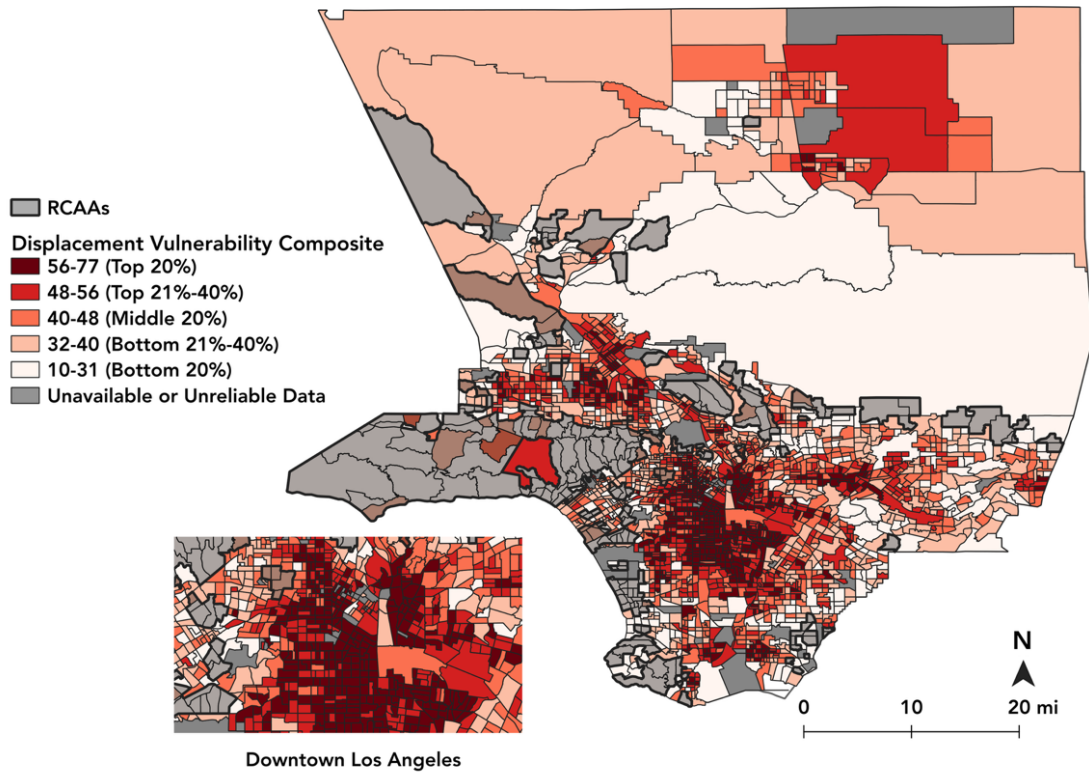 RCAAs
Displacement Vulnerability Composite
56-77 (Top 20%)
48-56 (Top 21%-40%)
40-48 (Middle 20%)
32-40 (Bottom 21%-40%)
10-31 (Bottom 20%)
Unavailable or Unreliable Data
N
0 10 20 mi
Downtown Los Angeles